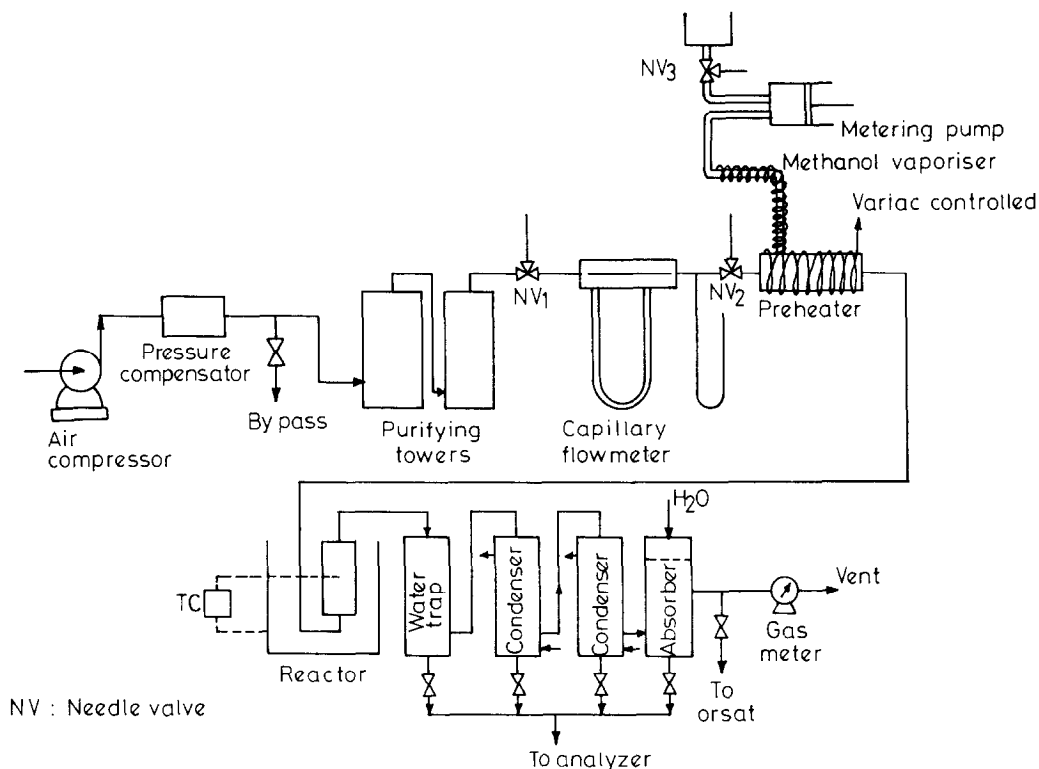 NV3
Metering pump
Methanol vaporiser
Variac controlled
NV1
NV2
Preheater
Pressure
compensator
By pass
Air
compressor
Purifying
towers
Capillary
flowmeter
H2O
TC
Reactor
Water
trap
Condenser
Condenser
Absorber
Vent
Gas
meter
To
orsat
NV : Needle valve
To analyzer